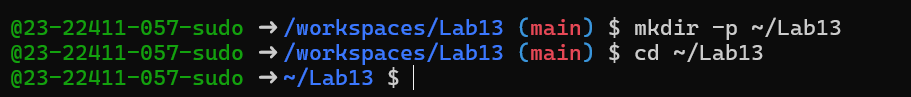 @23-22411-057-sudo ➜ /workspaces/Lab13 (main) $ mkdir -p ~/Lab13
@23-22411-057-sudo ➜ /workspaces/Lab13 (main) $ cd ~/Lab13
@23-22411-057-sudo ➜ ~/Lab13 $